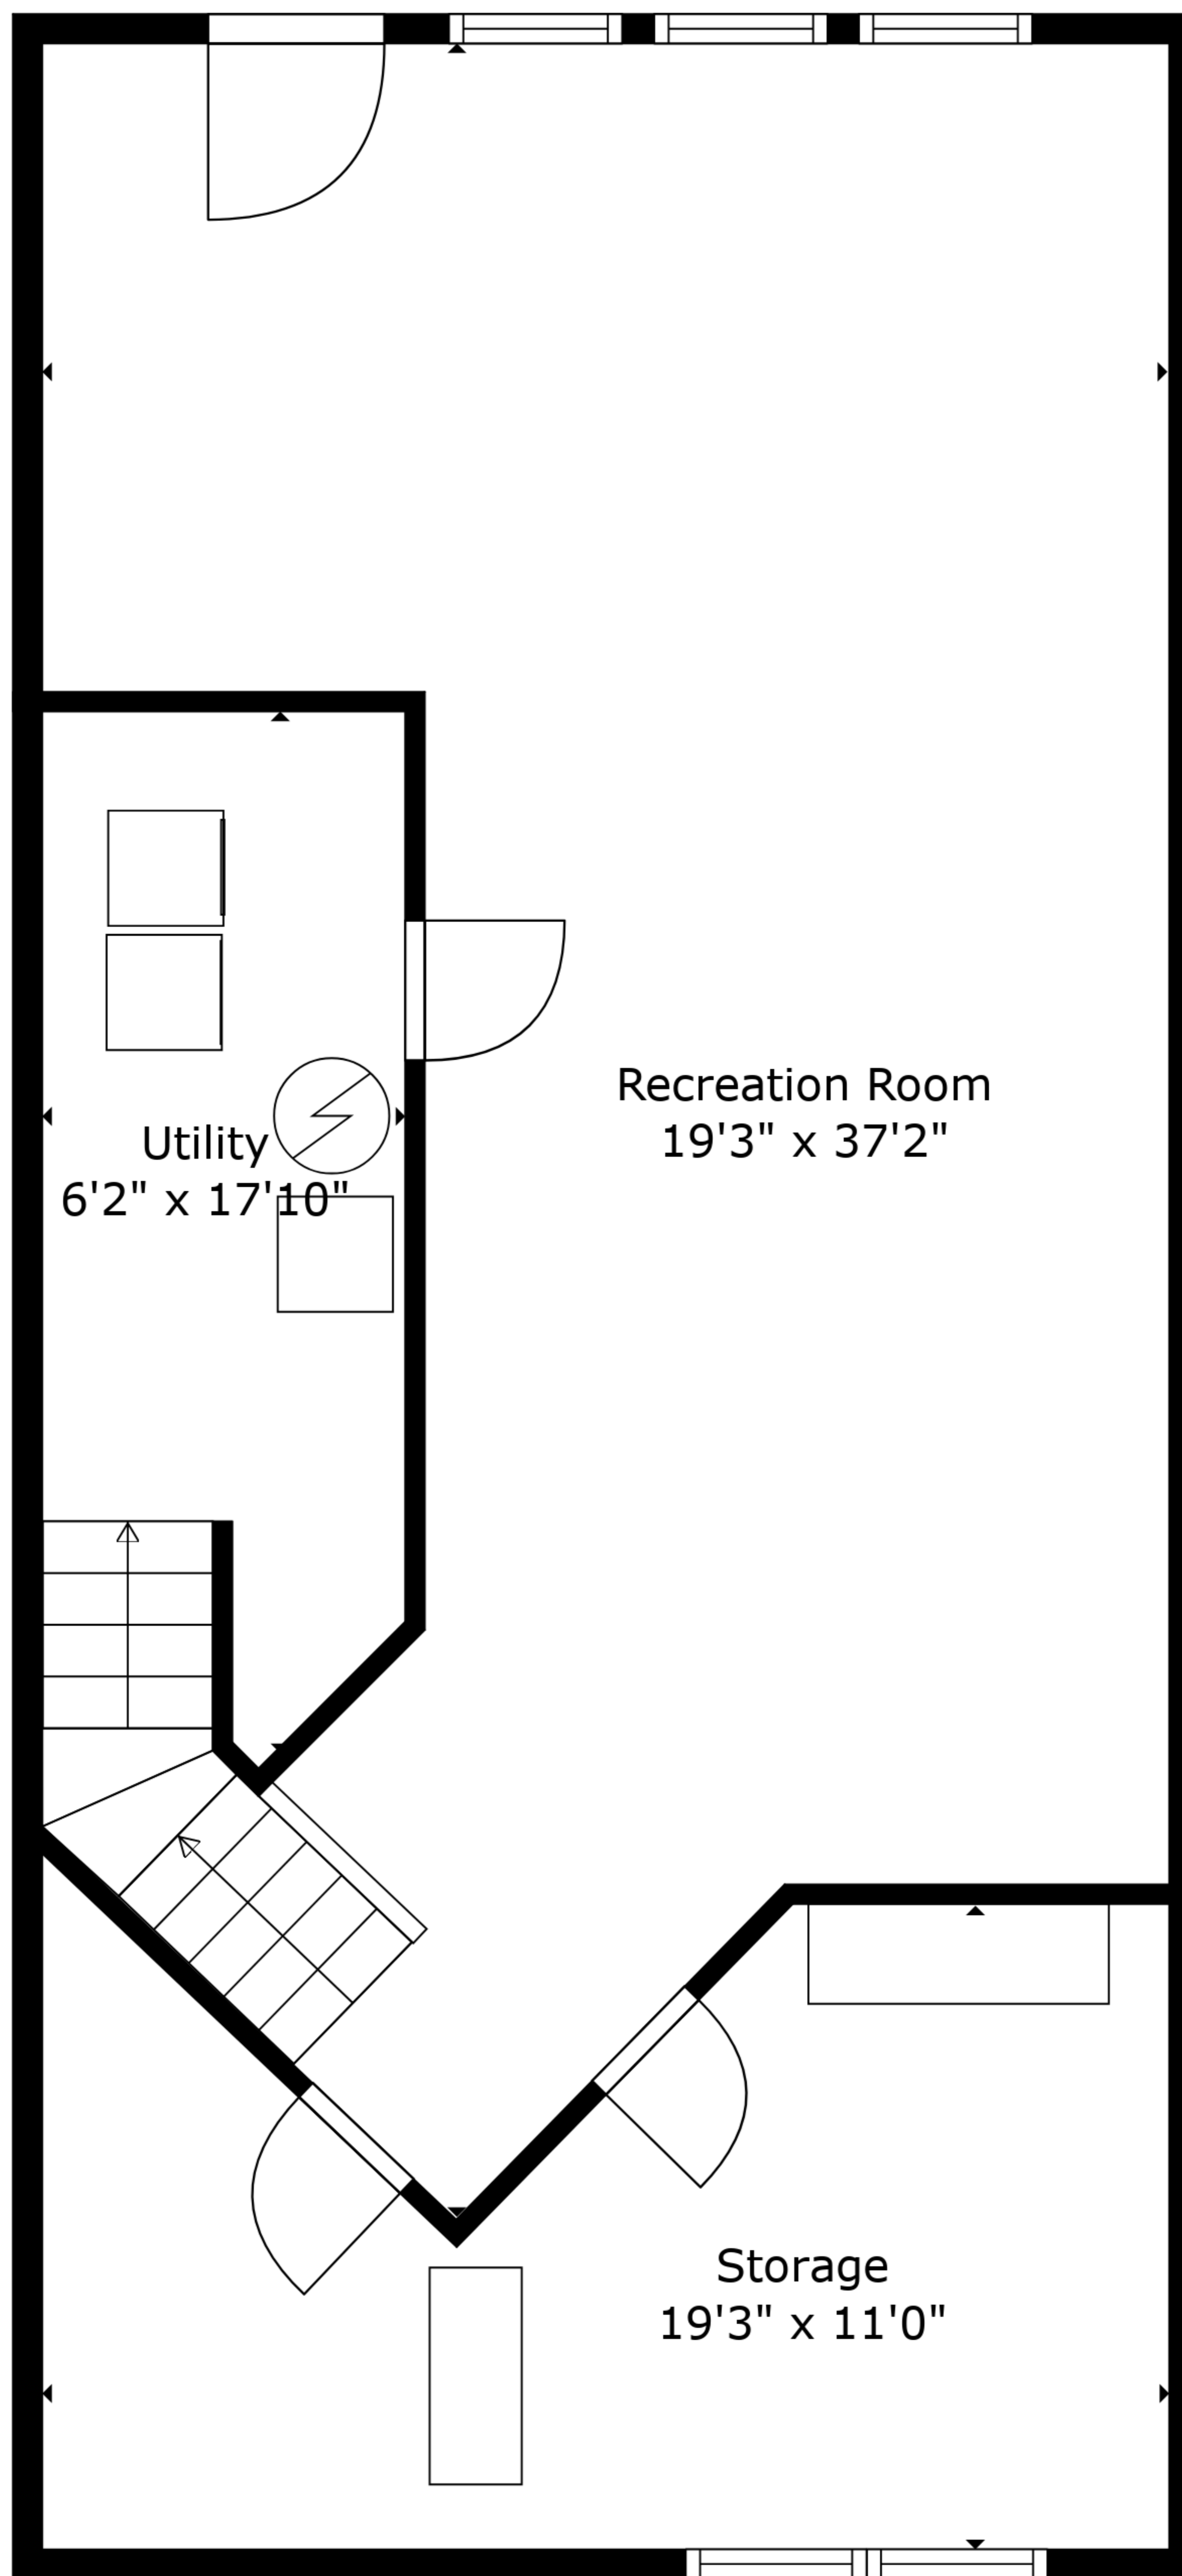 Recreation Room
19'3" x 37'2"
Utility
6'2" x 17'10"
Storage
19'3" x 11'0"